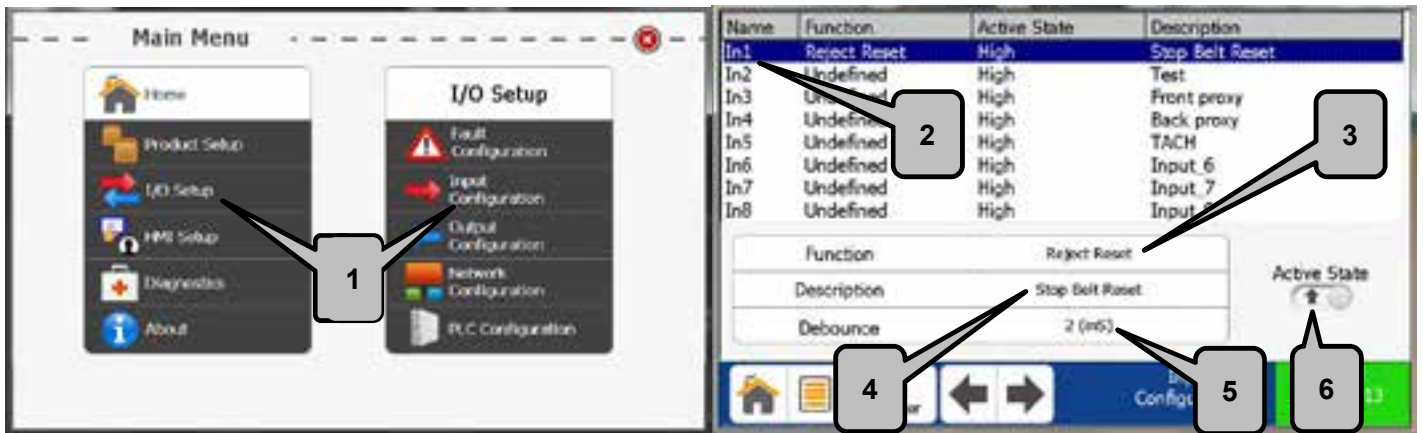 Main Menu
Home
Product Setup
I/O Setup
HMI Setup
Diagnostics
About
I/O Setup
Fault
Configuration
Input
Configuration
Output
Configuration
Network
Configuration
PLC Configuration
1
Name Function Active State Description
In1 Reject Reset High Stop Belt Reset
In2 Undefined High Test
In3 Undefined High Front proxy
In4 Undefined High Back proxy
In5 Undefined High TACH
In6 Undefined High Input_6
In7 Undefined High Input_7
In8 Undefined High
2
3
Function Reject Reset
Description Stop Belt Reset
Debounce 2 (mS)
Active State
4
5
6
13